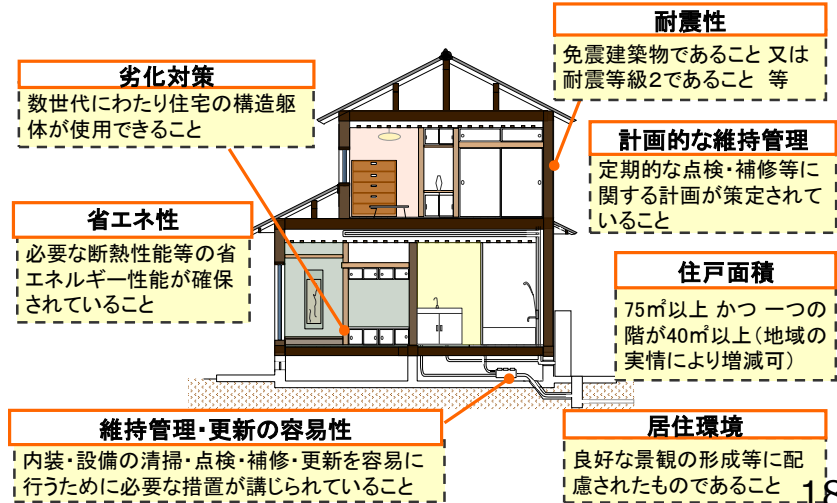 耐震性
免震建築物であること 又は
耐震等級2であること 等
劣化対策
数世代にわたり住宅の構造躯
体が使用できること
計画的な維持管理
定期的な点検・補修等に
関する計画が策定されて
いること
省エネ性
必要な断熱性能等の省
エネルギー性能が確保
されていること
住戸面積
75㎡以上 かつ 一つの
階が40㎡以上（地域の
実情により増減可）
維持管理・更新の容易性
内装・設備の清掃・点検・補修・更新を容易に
行うために必要な措置が講じられていること
居住環境
良好な景観の形成等に配
慮されたものであること
18